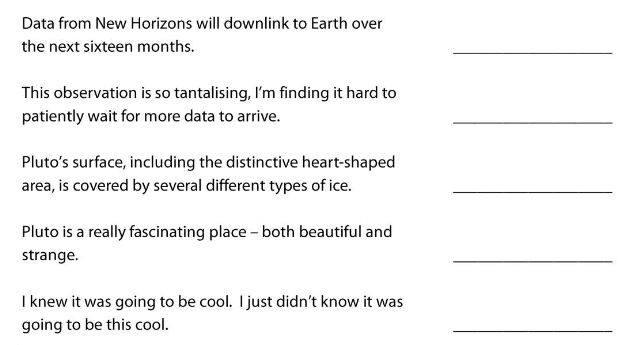 Data from New Horizons will downlink to Earth over
the next sixteen months.
This observation is so tantalising, I'm finding it hard to
patiently wait for more data to arrive.
Pluto's surface, including the distinctive heart-shaped
area, is covered by several different types of ice.
Pluto is a really fascinating place – both beautiful and
strange.
I knew it was going to be cool.  I just didn't know it was
going to be this cool.